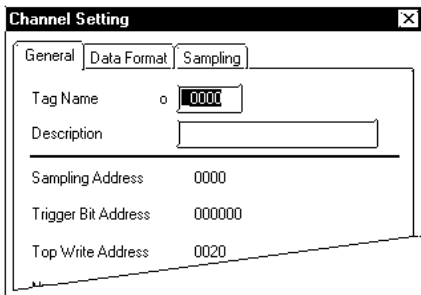 Channel Setting
General Data Format Sampling
Tag Name o 0000
Description
Sampling Address 0000
Trigger Bit Address 000000
Top Write Address 0020